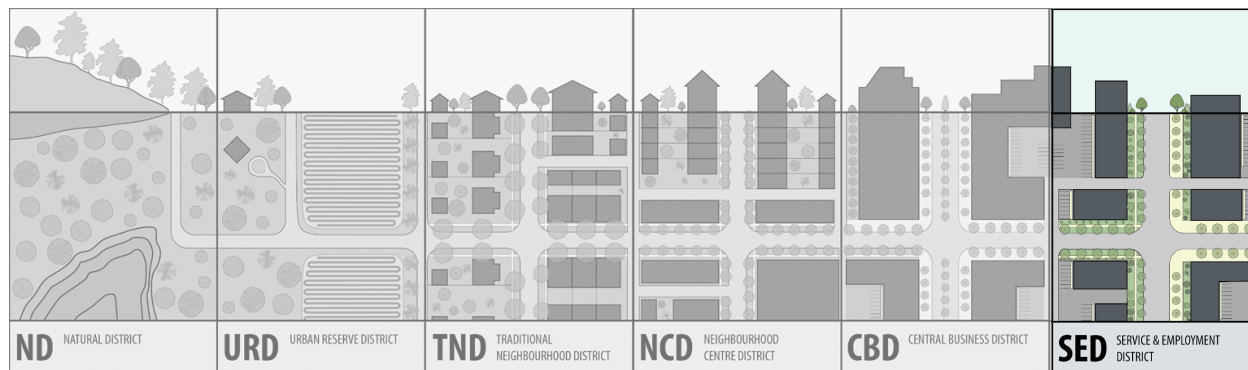 ND NATURAL DISTRICT
URD URBAN RESERVE DISTRICT
TND TRADITIONAL
NEIGHBOURHOOD DISTRICT
NCD NEIGHBOURHOOD
CENTRE DISTRICT
CBD CENTRAL BUSINESS DISTRICT
SED SERVICE & EMPLOYMENT
DISTRICT